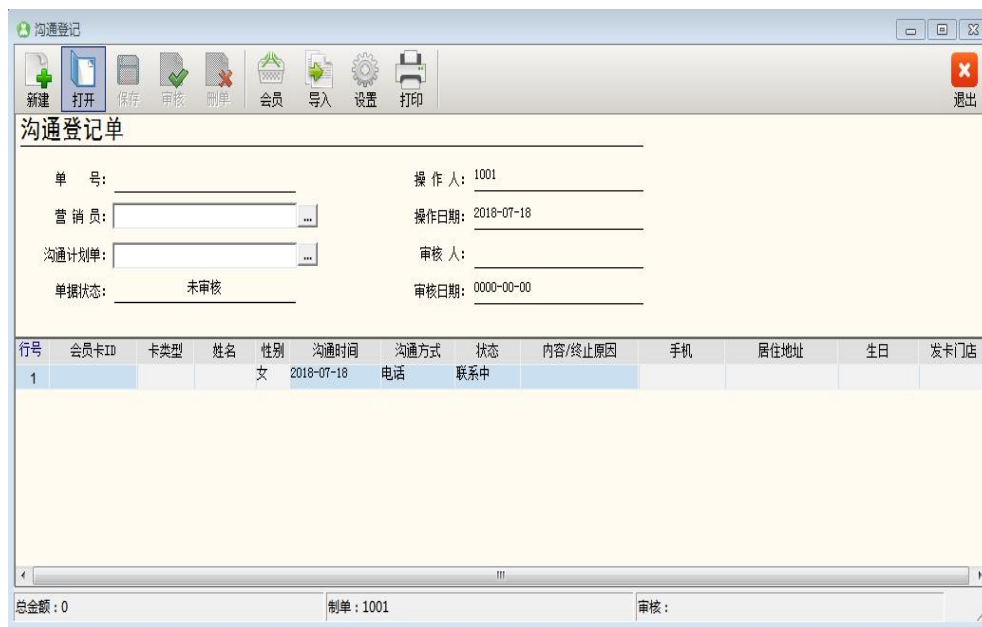 沟通登记
新建 打开 保存 审核 删单 会员 导入 设置 打印 退出
沟通登记单
单 号: 操 作 人: 1001
营 销 员: ... 操作日期: 2018-07-18
沟通计划单: ... 审核 人:
单据状态: 未审核 审核日期: 0000-00-00
行号 会员卡ID 卡类型 姓名 性别 沟通时间 沟通方式 状态 内容/终止原因 手机 居住地址 生日 发卡门店
1 女 2018-07-18 电话 联系中
总金额：0 制单：1001 审核：